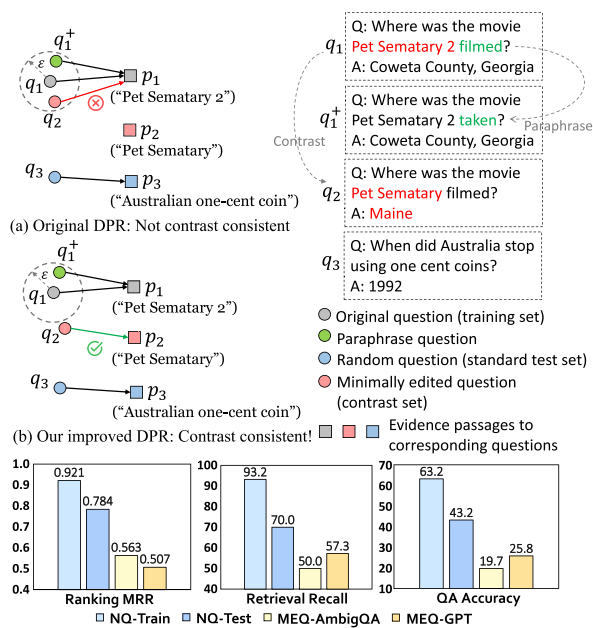 q1+
ε
q1
q2
p1
("Pet Sematary 2")
p2
("Pet Sematary")
q3
p3
("Australian one-cent coin")
(a) Original DPR: Not contrast consistent
q1+
ε
q1
p1
("Pet Sematary 2")
q2
p2
("Pet Sematary")
q3
p3
("Australian one-cent coin")
(b) Our improved DPR: Contrast consistent!
q1
Q: Where was the movie
Pet Sematary 2 filmed?
A: Coweta County, Georgia
q1+
Q: Where was the movie
Pet Sematary 2 taken?
A: Coweta County, Georgia
Contrast
Paraphrase
q2
Q: Where was the movie
Pet Sematary filmed?
A: Maine
q3
Q: When did Australia stop
using one cent coins?
A: 1992
Original question (training set)
Paraphrase question
Random question (standard test set)
Minimally edited question
(contrast set)
Evidence passages to
corresponding questions
1.0
0.9
0.8
0.7
0.6
0.5
0.4
0.921
0.784
0.563
0.507
Ranking MRR
100
90
80
70
60
50
40
93.2
70.0
50.0
57.3
Retrieval Recall
70
60
50
40
30
20
10
63.2
43.2
19.7
25.8
QA Accuracy
NQ-Train NQ-Test MEQ-AmbigQA MEQ-GPT